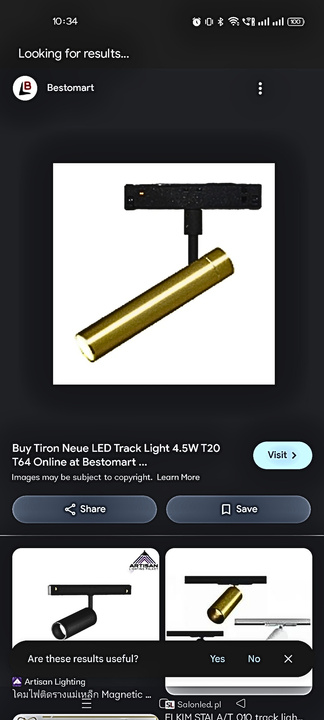 10:34
100
Looking for results...
Bestomart
Buy Tiron Neue LED Track Light 4.5W T20
T64 Online at Bestomart ...
Visit
Images may be subject to copyright. Learn More
Share
Save
ARTISAN
Are these results useful?
Yes
No
Artisan Lighting
โคมไฟติดรางแม่เหล็ก Magnetic ...
Salonled.pl
ELKIM STALA/T 010 track ligh...